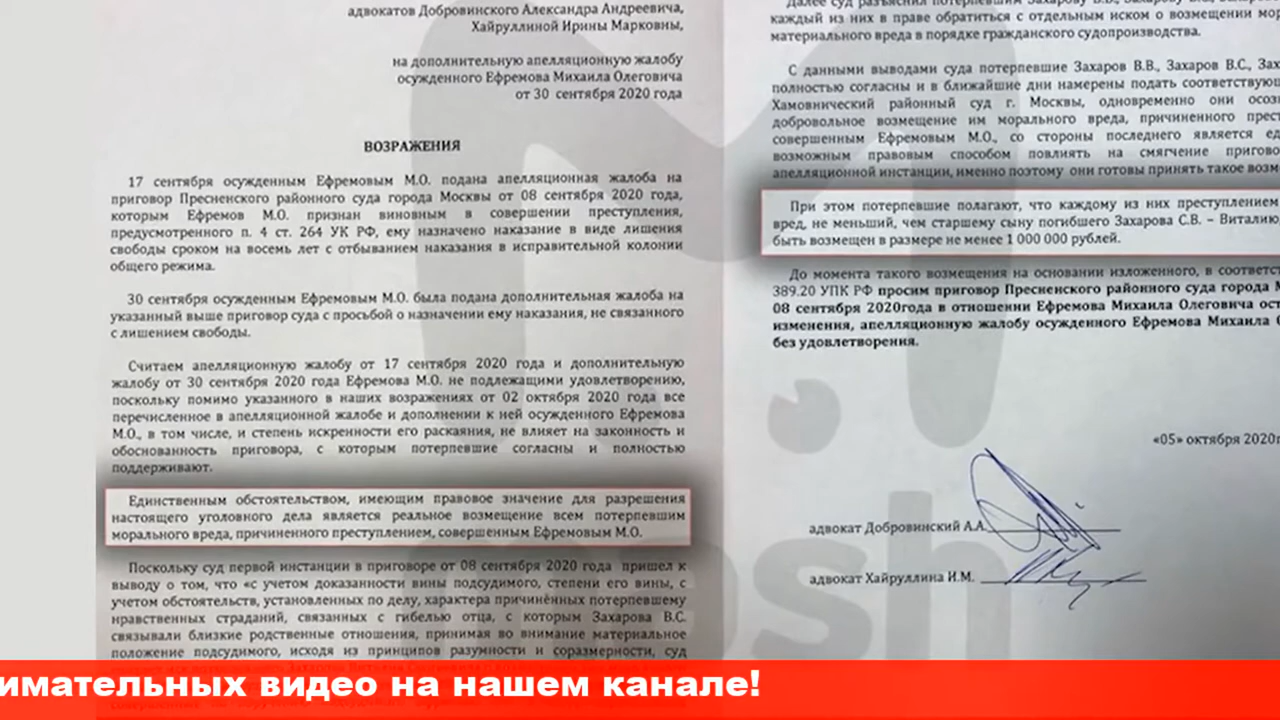 адвокатов Добровинского Александра Андреевича,
Хайруллиной Ирины Марковны,
на дополнительную апелляционную жалобу
осужденного Ефремова Михаила Олеговича
от 30 сентября 2020 года
ВОЗРАЖЕНИЯ
17 сентября осужденным Ефремовым М.О. подана апелляционная жалоба на
приговор Пресненского районного суда города Москвы от 08 сентября 2020 года,
которым Ефремов М.О. признан виновным в совершении преступления,
предусмотренного п. 4 ст. 264 УК РФ, ему назначено наказание в виде лишения
свободы сроком на восемь лет с отбыванием наказания в исправительной колонии
общего режима.
30 сентября осужденным Ефремовым М.О. была подана дополнительная жалоба на
указанный выше приговор суда с просьбой о назначении ему наказания, не связанного
с лишением свободы.
Считаем апелляционную жалобу от 17 сентября 2020 года и дополнительную
жалобу от 30 сентября 2020 года Ефремова М.О. не подлежащими удовлетворению,
поскольку помимо указанного в наших возражениях от 02 октября 2020 года все
перечисленное в апелляционной жалобе и дополнении к ней осужденного Ефремова
М.О., в том числе, и степень искренности его раскаяния, не влияет на законность и
обоснованность приговора, с которым потерпевшие согласны и полностью
поддерживают.
Единственным обстоятельством, имеющим правовое значение для разрешения
настоящего уголовного дела является реальное возмещение всем потерпевшим
морального вреда, причиненного преступлением, совершенным Ефремовым М.О.
Поскольку суд первой инстанции в приговоре от 08 сентября 2020 года пришел к
выводу о том, что «с учетом доказанности вины подсудимого, степени его вины, с
учетом обстоятельств, установленных по делу, характера причинённых потерпевшему
нравственных страданий, связанных с гибелью отца, с которым Захарова В.С.
связывали близкие родственные отношения, принимая во внимание материальное
положение подсудимого, исходя из принципов разумности и соразмерности, суд
Далее суд разъяснил потерпевшим Захарову В.В., Захарову В.С.,
каждый из них в праве обратиться с отдельным иском о возмещении мор
материального вреда в порядке гражданского судопроизводства.
С данными выводами суда потерпевшие Захаров В.В., Захаров В.С., Зах
полностью согласны и в ближайшие дни намерены подать соответствующ
Хамовнический районный суд г. Москвы, одновременно они осоз
добровольное возмещение им морального вреда, причиненного прест
совершенным Ефремовым М.О., со стороны последнего является ед
возможным правовым способом повлиять на смягчение пригово
апелляционной инстанции, именно поэтому они готовы принять такое возм
При этом потерпевшие полагают, что каждому из них преступлением
вред, не меньший, чем старшему сыну погибшего Захарова С.В. – Виталию
быть возмещен в размере не менее 1 000 000 рублей.
До момента такого возмещения на основании изложенного, в соответс
389.20 УПК РФ просим приговор Пресненского районного суда города М
08 сентября 2020года в отношении Ефремова Михаила Олеговича ост
изменения, апелляционную жалобу осужденного Ефремова Михаила О
без удовлетворения.
«05» октября 2020г
адвокат Добровинский А.А.
адвокат Хайруллина И.М.
mash
имательных видео на нашем канале!